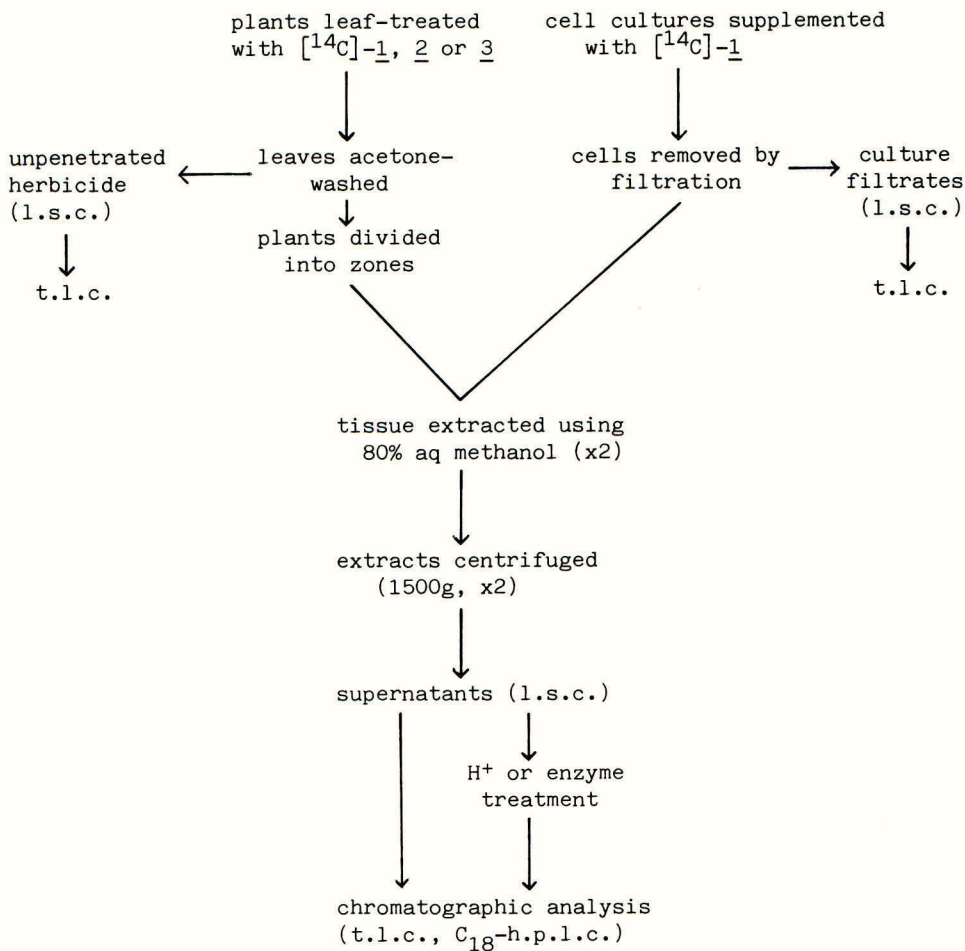 plants leaf-treated
with [¹⁴C]-1, 2 or 3
cell cultures supplemented
with [¹⁴C]-1
unpenetrated
herbicide
(l.s.c.)
leaves acetone-
washed
cells removed by
filtration
culture
filtrates
(l.s.c.)
plants divided
into zones
t.l.c.
t.l.c.
tissue extracted using
80% aq methanol (x2)
extracts centrifuged
(1500g, x2)
supernatants (l.s.c.)
H⁺ or enzyme
treatment
chromatographic analysis
(t.l.c., C₁₈-h.p.l.c.)